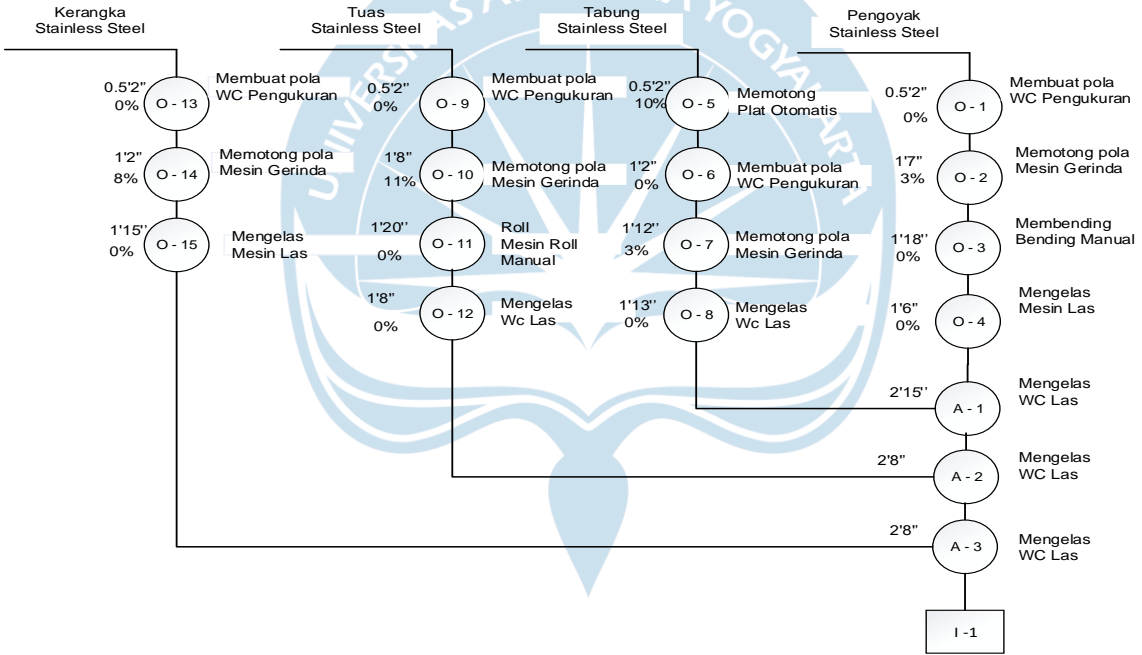 Kerangka
Stainless Steel
Tuas
Stainless Steel
Tabung
Stainless Steel
Pengoyak
Stainless Steel
0.5'2"
0%
O - 13
Membuat pola
WC Pengukuran
1'2"
8%
O - 14
Memotong pola
Mesin Gerinda
1'15''
0%
O - 15
Mengelas
Mesin Las
0.5'2"
0%
O - 9
Membuat pola
WC Pengukuran
1'8"
11%
O - 10
Memotong pola
Mesin Gerinda
1'20''
0%
O - 11
Roll
Mesin Roll
Manual
1'8"
0%
O - 12
Mengelas
Wc Las
0.5'2"
10%
O - 5
Memotong
Plat Otomatis
1'2"
0%
O - 6
Membuat pola
WC Pengukuran
1'12''
3%
O - 7
Memotong pola
Mesin Gerinda
1'13''
0%
O - 8
Mengelas
Wc Las
0.5'2"
0%
O - 1
Membuat pola
WC Pengukuran
1'7"
3%
O - 2
Memotong pola
Mesin Gerinda
1'18''
0%
O - 3
Membending
Bending Manual
1'6"
0%
O - 4
Mengelas
Mesin Las
2'15''
A - 1
Mengelas
WC Las
2'8"
A - 2
Mengelas
WC Las
2'8"
A - 3
Mengelas
WC Las
I -1
YOGYAKARTA